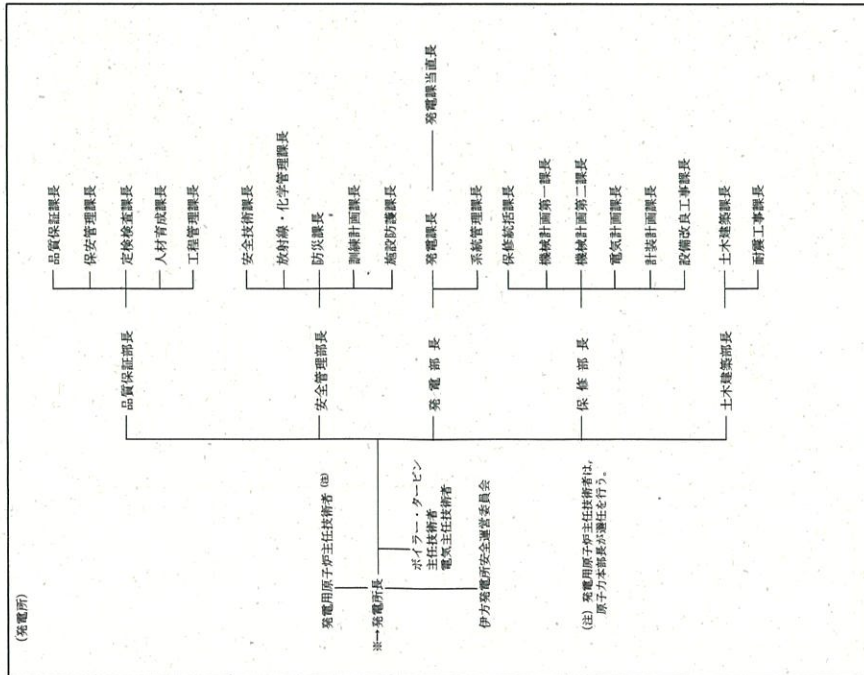 (発電所)
発電用原子炉主任技術者 (注)
※→発電所長
ボイラー・タービン
主任技術者
電気主任技術者
伊方発電所安全運営委員会
(注) 発電用原子炉主任技術者は,
原子力本部長が選任を行う。
品質保証部長
品質保証課長
保安管理課長
定検検査課長
人材育成課長
工程管理課長
安全管理部長
安全技術課長
放射線・化学管理課長
防災課長
訓練計画課長
施設防護課長
発電部長
発電課長
発電課当直長
系統管理課長
保修部長
保修統括課長
機械計画第一課長
機械計画第二課長
電気計画課長
計装計画課長
設備改良工事課長
土木建築部長
土木建築課長
耐震工事課長